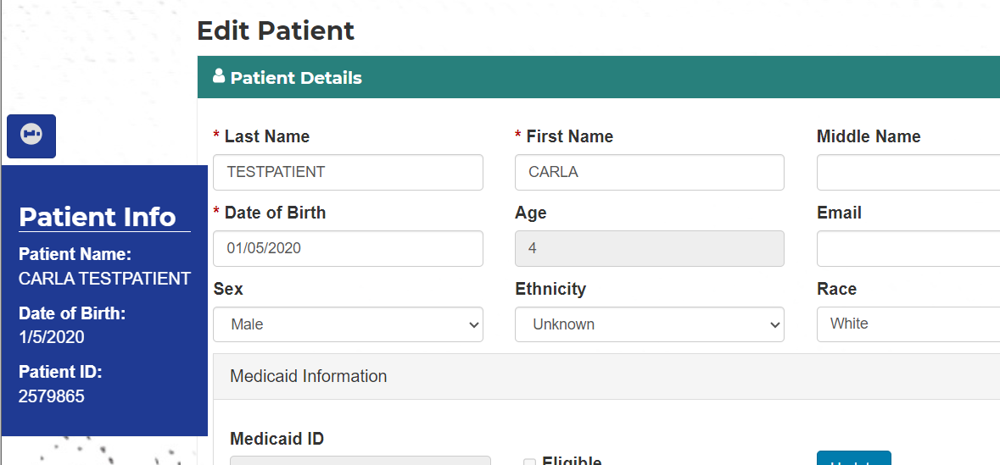 Edit Patient
Patient Details
* Last Name * First Name Middle Name
TESTPATIENT CARLA
* Date of Birth Age Email
01/05/2020 4
Sex Ethnicity Race
Male Unknown White
Medicaid Information
Medicaid ID
Eligible
Patient Info
Patient Name:
CARLA TESTPATIENT
Date of Birth:
1/5/2020
Patient ID:
2579865